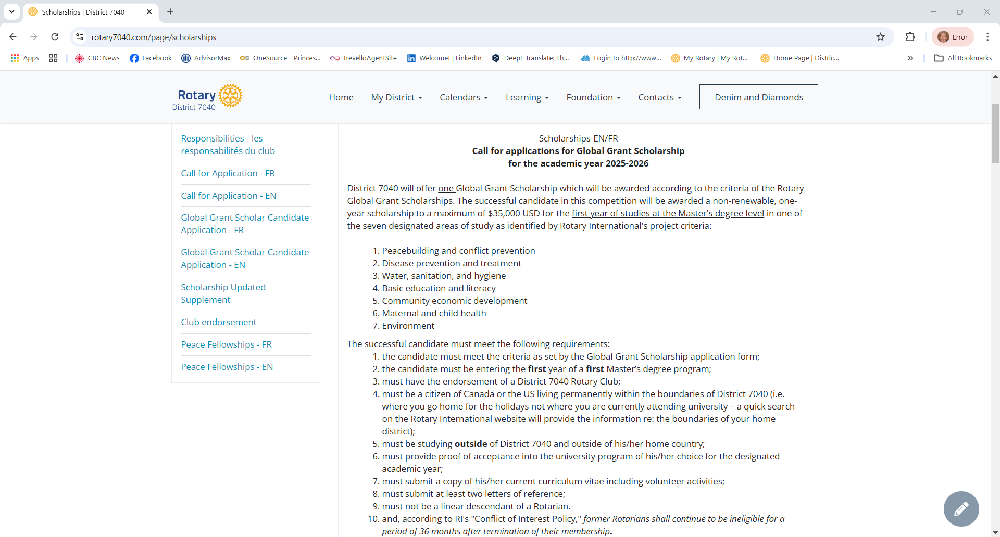 Scholarships | District 7040
rotary7040.com/page/scholarships
Error
Apps
CBC News
Facebook
AdvisorMax
OneSource - Princes...
TrevelloAgentSite
Welcome! | LinkedIn
DeepL Translate: Th...
Login to http://www...
My Rotary | My Rot...
Home Page | Distric...
All Bookmarks
Rotary
District 7040
Home
My District
Calendars
Learning
Foundation
Contacts
Denim and Diamonds
Responsibilities - les
responsabilités du club
Call for Application - FR
Call for Application - EN
Global Grant Scholar Candidate
Application - FR
Global Grant Scholar Candidate
Application - EN
Scholarship Updated
Supplement
Club endorsement
Peace Fellowships - FR
Peace Fellowships - EN
Scholarships-EN/FR
Call for applications for Global Grant Scholarship
for the academic year 2025-2026
District 7040 will offer one Global Grant Scholarship which will be awarded according to the criteria of the Rotary
Global Grant Scholarships. The successful candidate in this competition will be awarded a non-renewable, one-
year scholarship to a maximum of $35,000 USD for the first year of studies at the Master's degree level in one of
the seven designated areas of study as identified by Rotary International's project criteria:
1. Peacebuilding and conflict prevention
2. Disease prevention and treatment
3. Water, sanitation, and hygiene
4. Basic education and literacy
5. Community economic development
6. Maternal and child health
7. Environment
The successful candidate must meet the following requirements:
1. the candidate must meet the criteria as set by the Global Grant Scholarship application form;
2. the candidate must be entering the first year of a first Master's degree program;
3. must have the endorsement of a District 7040 Rotary Club;
4. must be a citizen of Canada or the US living permanently within the boundaries of District 7040 (i.e.
where you go home for the holidays not where you are currently attending university – a quick search
on the Rotary International website will provide the information re: the boundaries of your home
district);
5. must be studying outside of District 7040 and outside of his/her home country;
6. must provide proof of acceptance into the university program of his/her choice for the designated
academic year;
7. must submit a copy of his/her current curriculum vitae including volunteer activities;
8. must submit at least two letters of reference;
9. must not be a linear descendant of a Rotarian.
10. and, according to RI's "Conflict of Interest Policy," former Rotarians shall continue to be ineligible for a
period of 36 months after termination of their membership.